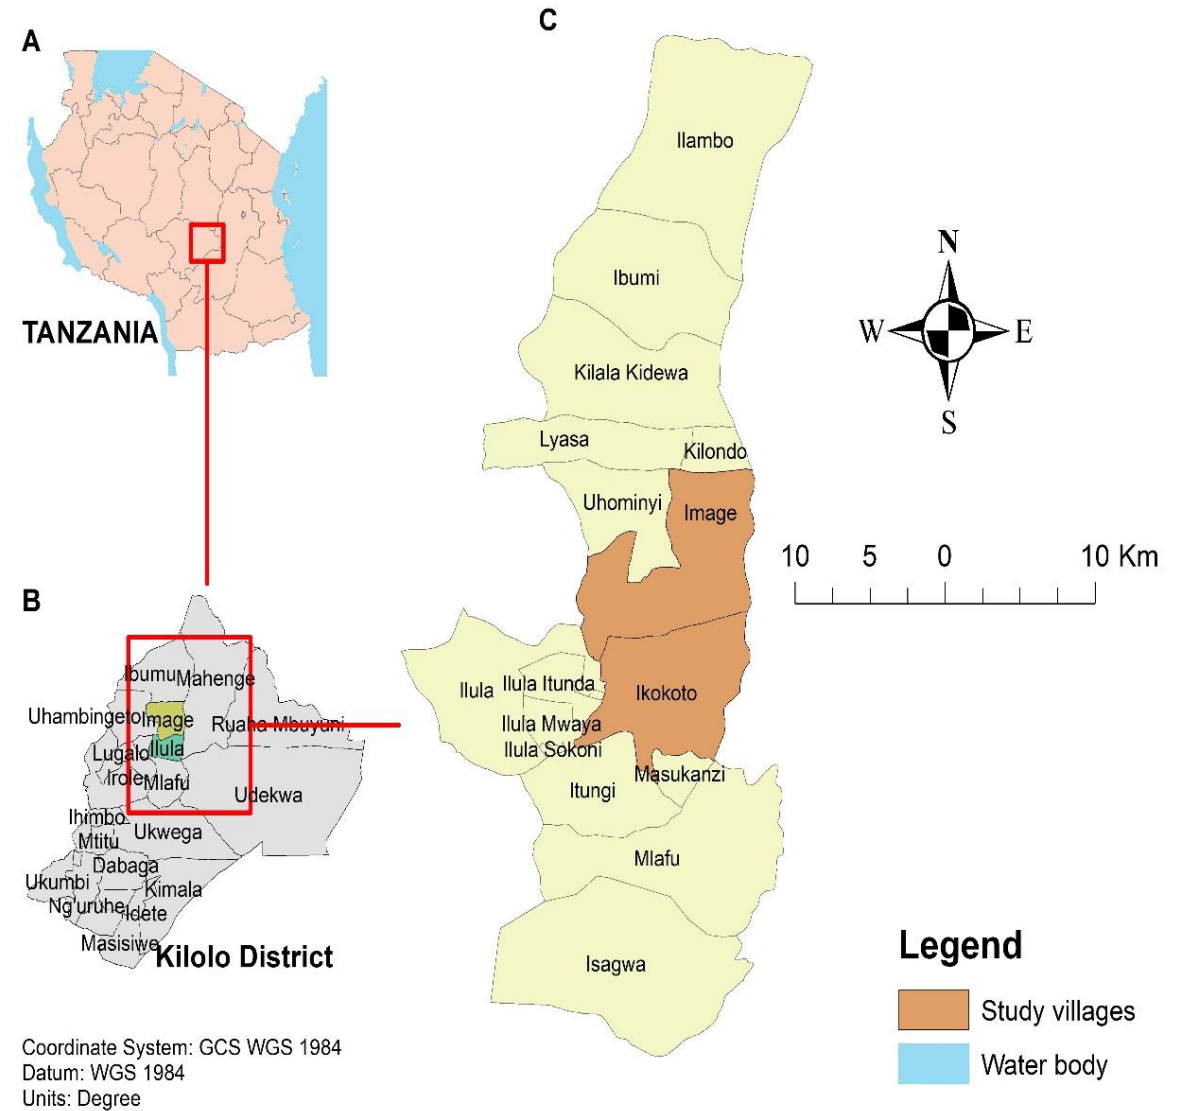 A
TANZANIA
B
Ibumu
Mahenge
Uhambingeto
Image
Ruaha Mbuyuni
Ilula
Lugalo
Irole
Mlafu
Udekwa
Ihimbo
Ukwega
Mtitu
Dabaga
Ukumbi
Kimala
Ng'uruhe
Idete
Masisiwe
Kilolo District
Coordinate System: GCS WGS 1984
Datum: WGS 1984
Units: Degree
C
Ilambo
Ibumi
Kilala Kidewa
Lyasa
Kilondo
Uhominyi
Image
Ilula
Ilula Itunda
Ikokoto
Ilula Mwaya
Ilula Sokoni
Masukanzi
Itungi
Mlafu
Isagwa
N
W
E
S
10 5 0 10 Km
Legend
Study villages
Water body